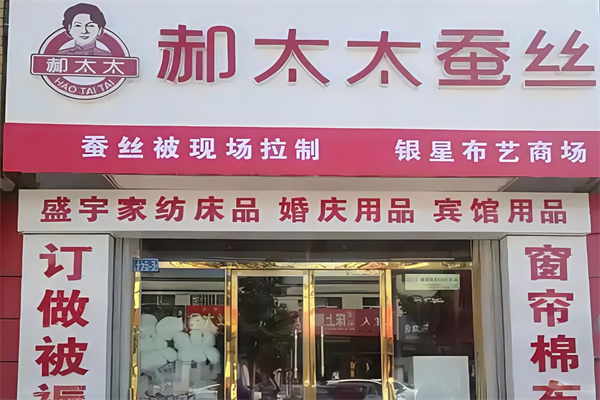 郝太太
HAO TAI TAI
郝太太蚕丝
蚕丝被现场拉制 银星布艺商场
盛宇家纺床品 婚庆用品 宾馆用品
订做被褥
窗帘棉布